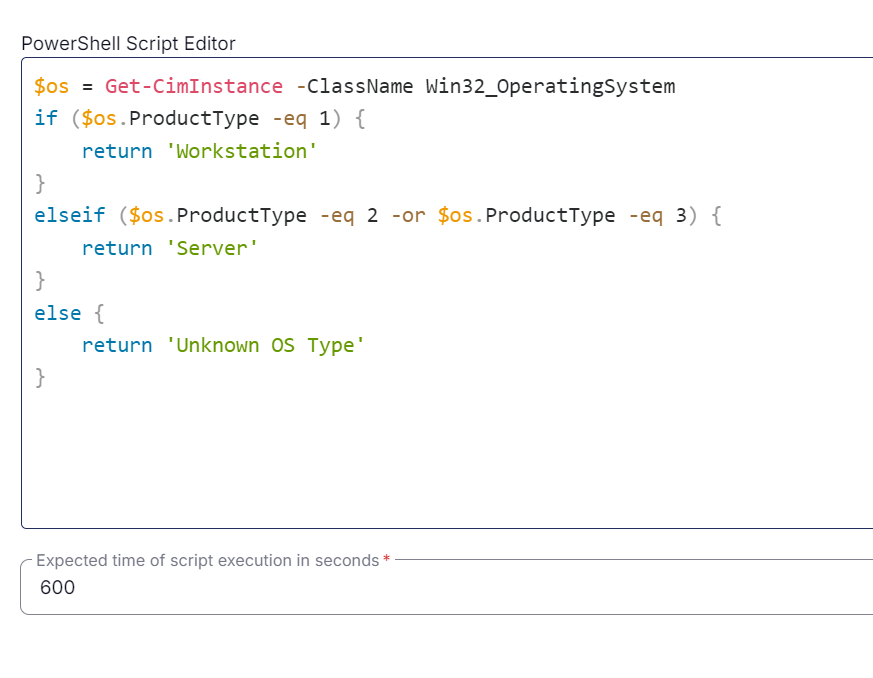 PowerShell Script Editor
$os = Get-CimInstance -ClassName Win32_OperatingSystem
if ($os.ProductType -eq 1) {
    return 'Workstation'
}
elseif ($os.ProductType -eq 2 -or $os.ProductType -eq 3) {
    return 'Server'
}
else {
    return 'Unknown OS Type'
}
Expected time of script execution in seconds *
600